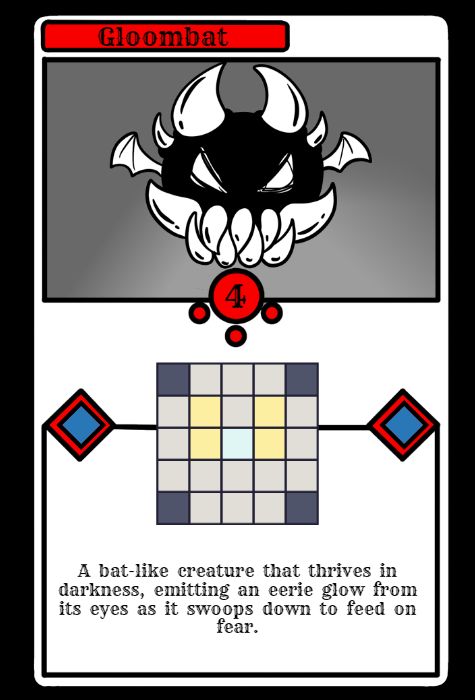 Gloombat
4
A bat-like creature that thrives in
darkness, emitting an eerie glow from
its eyes as it swoops down to feed on
fear.